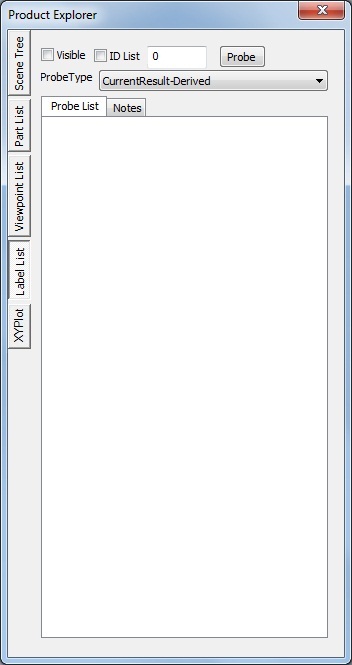 Product Explorer
Scene Tree
Part List
Viewpoint List
Label List
XYPlot
Visible ID List 0 Probe
ProbeType CurrentResult-Derived
Probe List Notes